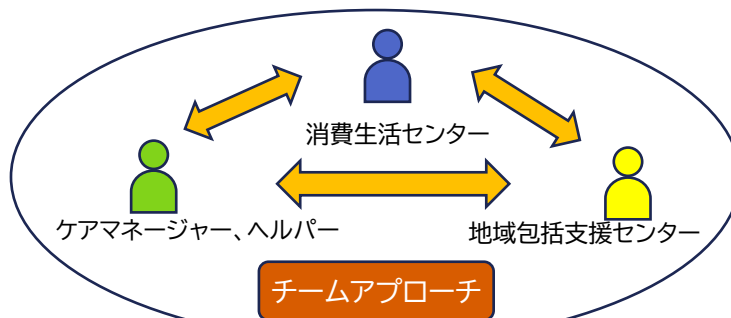 消費生活センター
ケアマネージャー、ヘルパー
地域包括支援センター
チームアプローチ